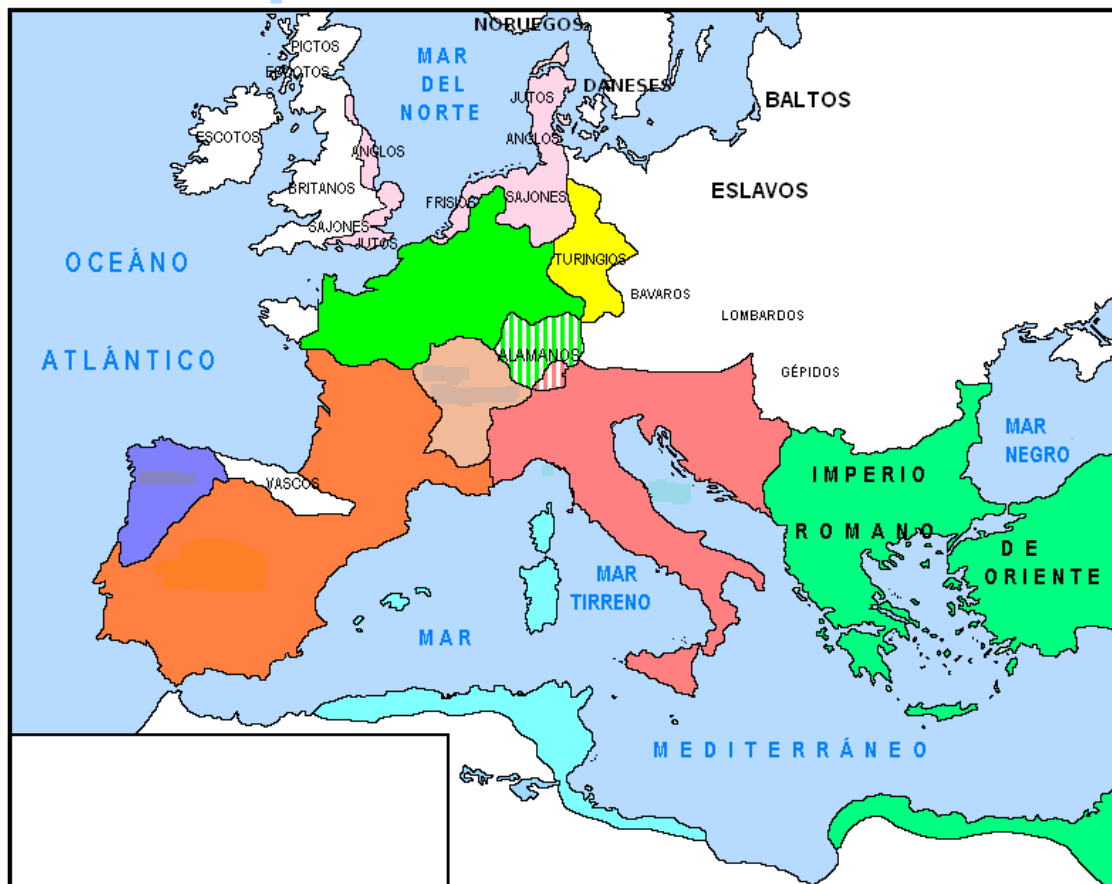 NORUEGOS
PICTOS
MAR
DEL
NORTE
ESCOTOS
DANESES
JUTOS
BALTOS
ESCOTOS
ANGLOS
ANGLOS
BRITANOS
ESLAVOS
FRISIOS
SAJONES
SAJONES
JUTOS
OCEÁNO
TURINGIOS
BAVAROS
LOMBARDOS
ATLÁNTICO
ALAMANOS
GÉPIDOS
MAR
NEGRO
VASCOS
IMPERIO
ROMANO
DE
ORIENTE
MAR
TIRRENO
MAR
MEDITERRÁNEO